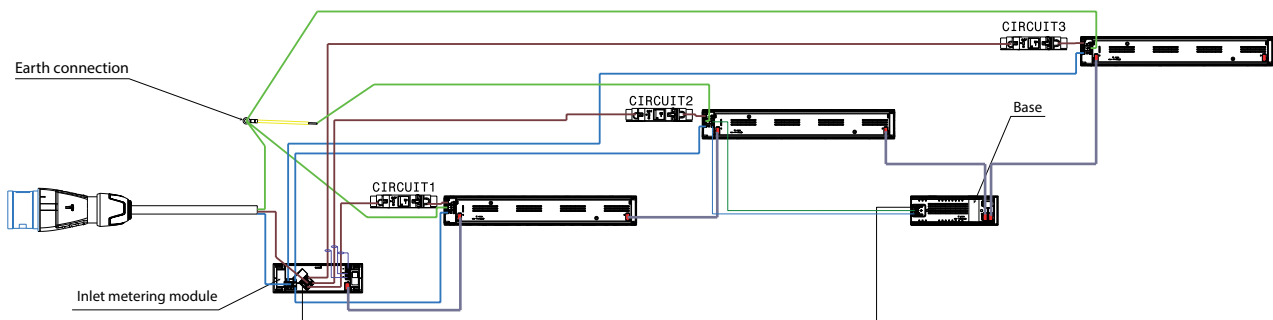 CIRCUIT3
Earth connection
CIRCUIT2
Base
CIRCUIT1
Inlet metering module